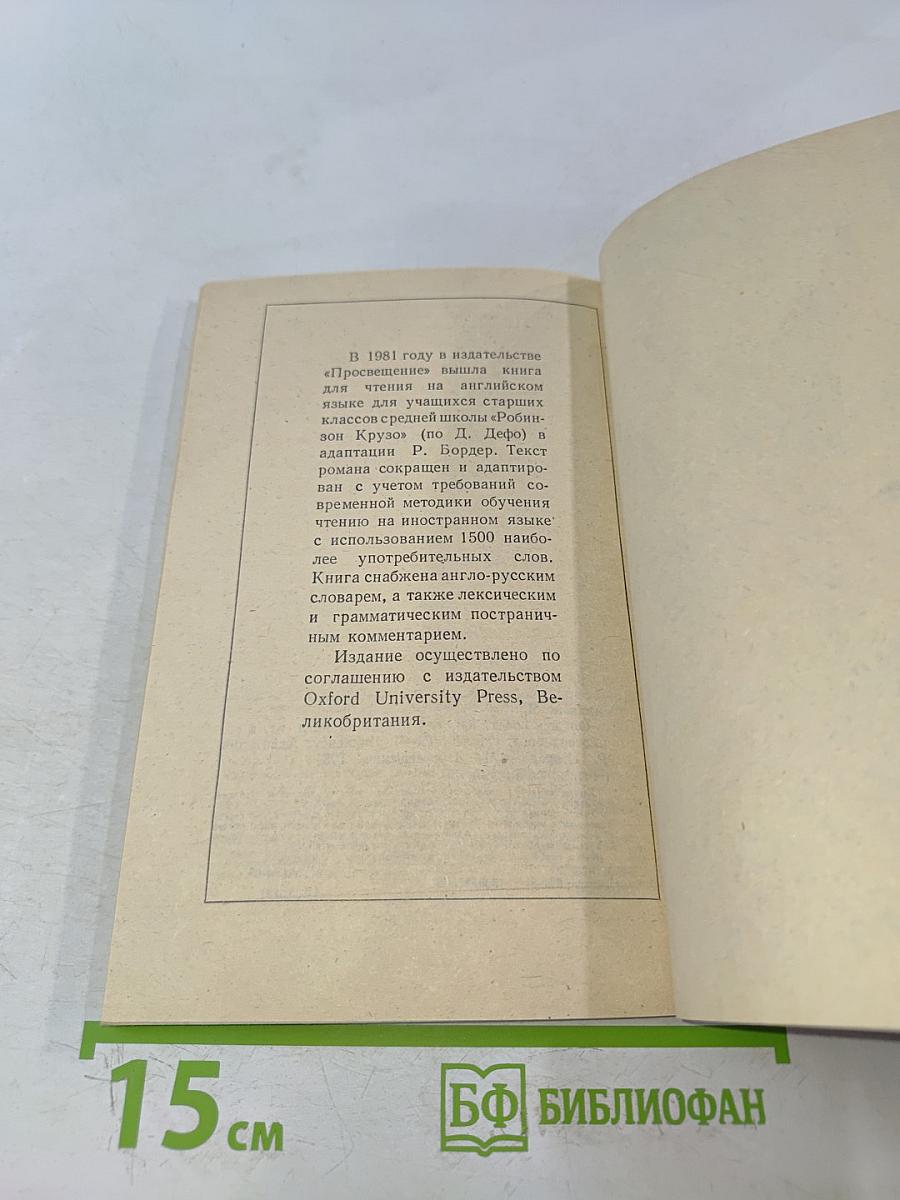 В 1981 году в издательстве
«Просвещение» вышла книга
для чтения на английском
языке для учащихся старших
классов средней школы «Робин-
зон Крузо» (по Д. Дефо) в
адаптации Р. Бордер. Текст
романа сокращен и адаптиро-
ван с учетом требований со-
временной методики обучения
чтению на иностранном языке
с использованием 1500 наибо-
лее употребительных слов.
Книга снабжена англо-русским
словарем, а также лексическим
и грамматическим постранич-
ным комментарием.
Издание осуществлено по
соглашению с издательством
Oxford University Press, Ве-
ликобритания.
15 см
БФ БИБЛИОФАН